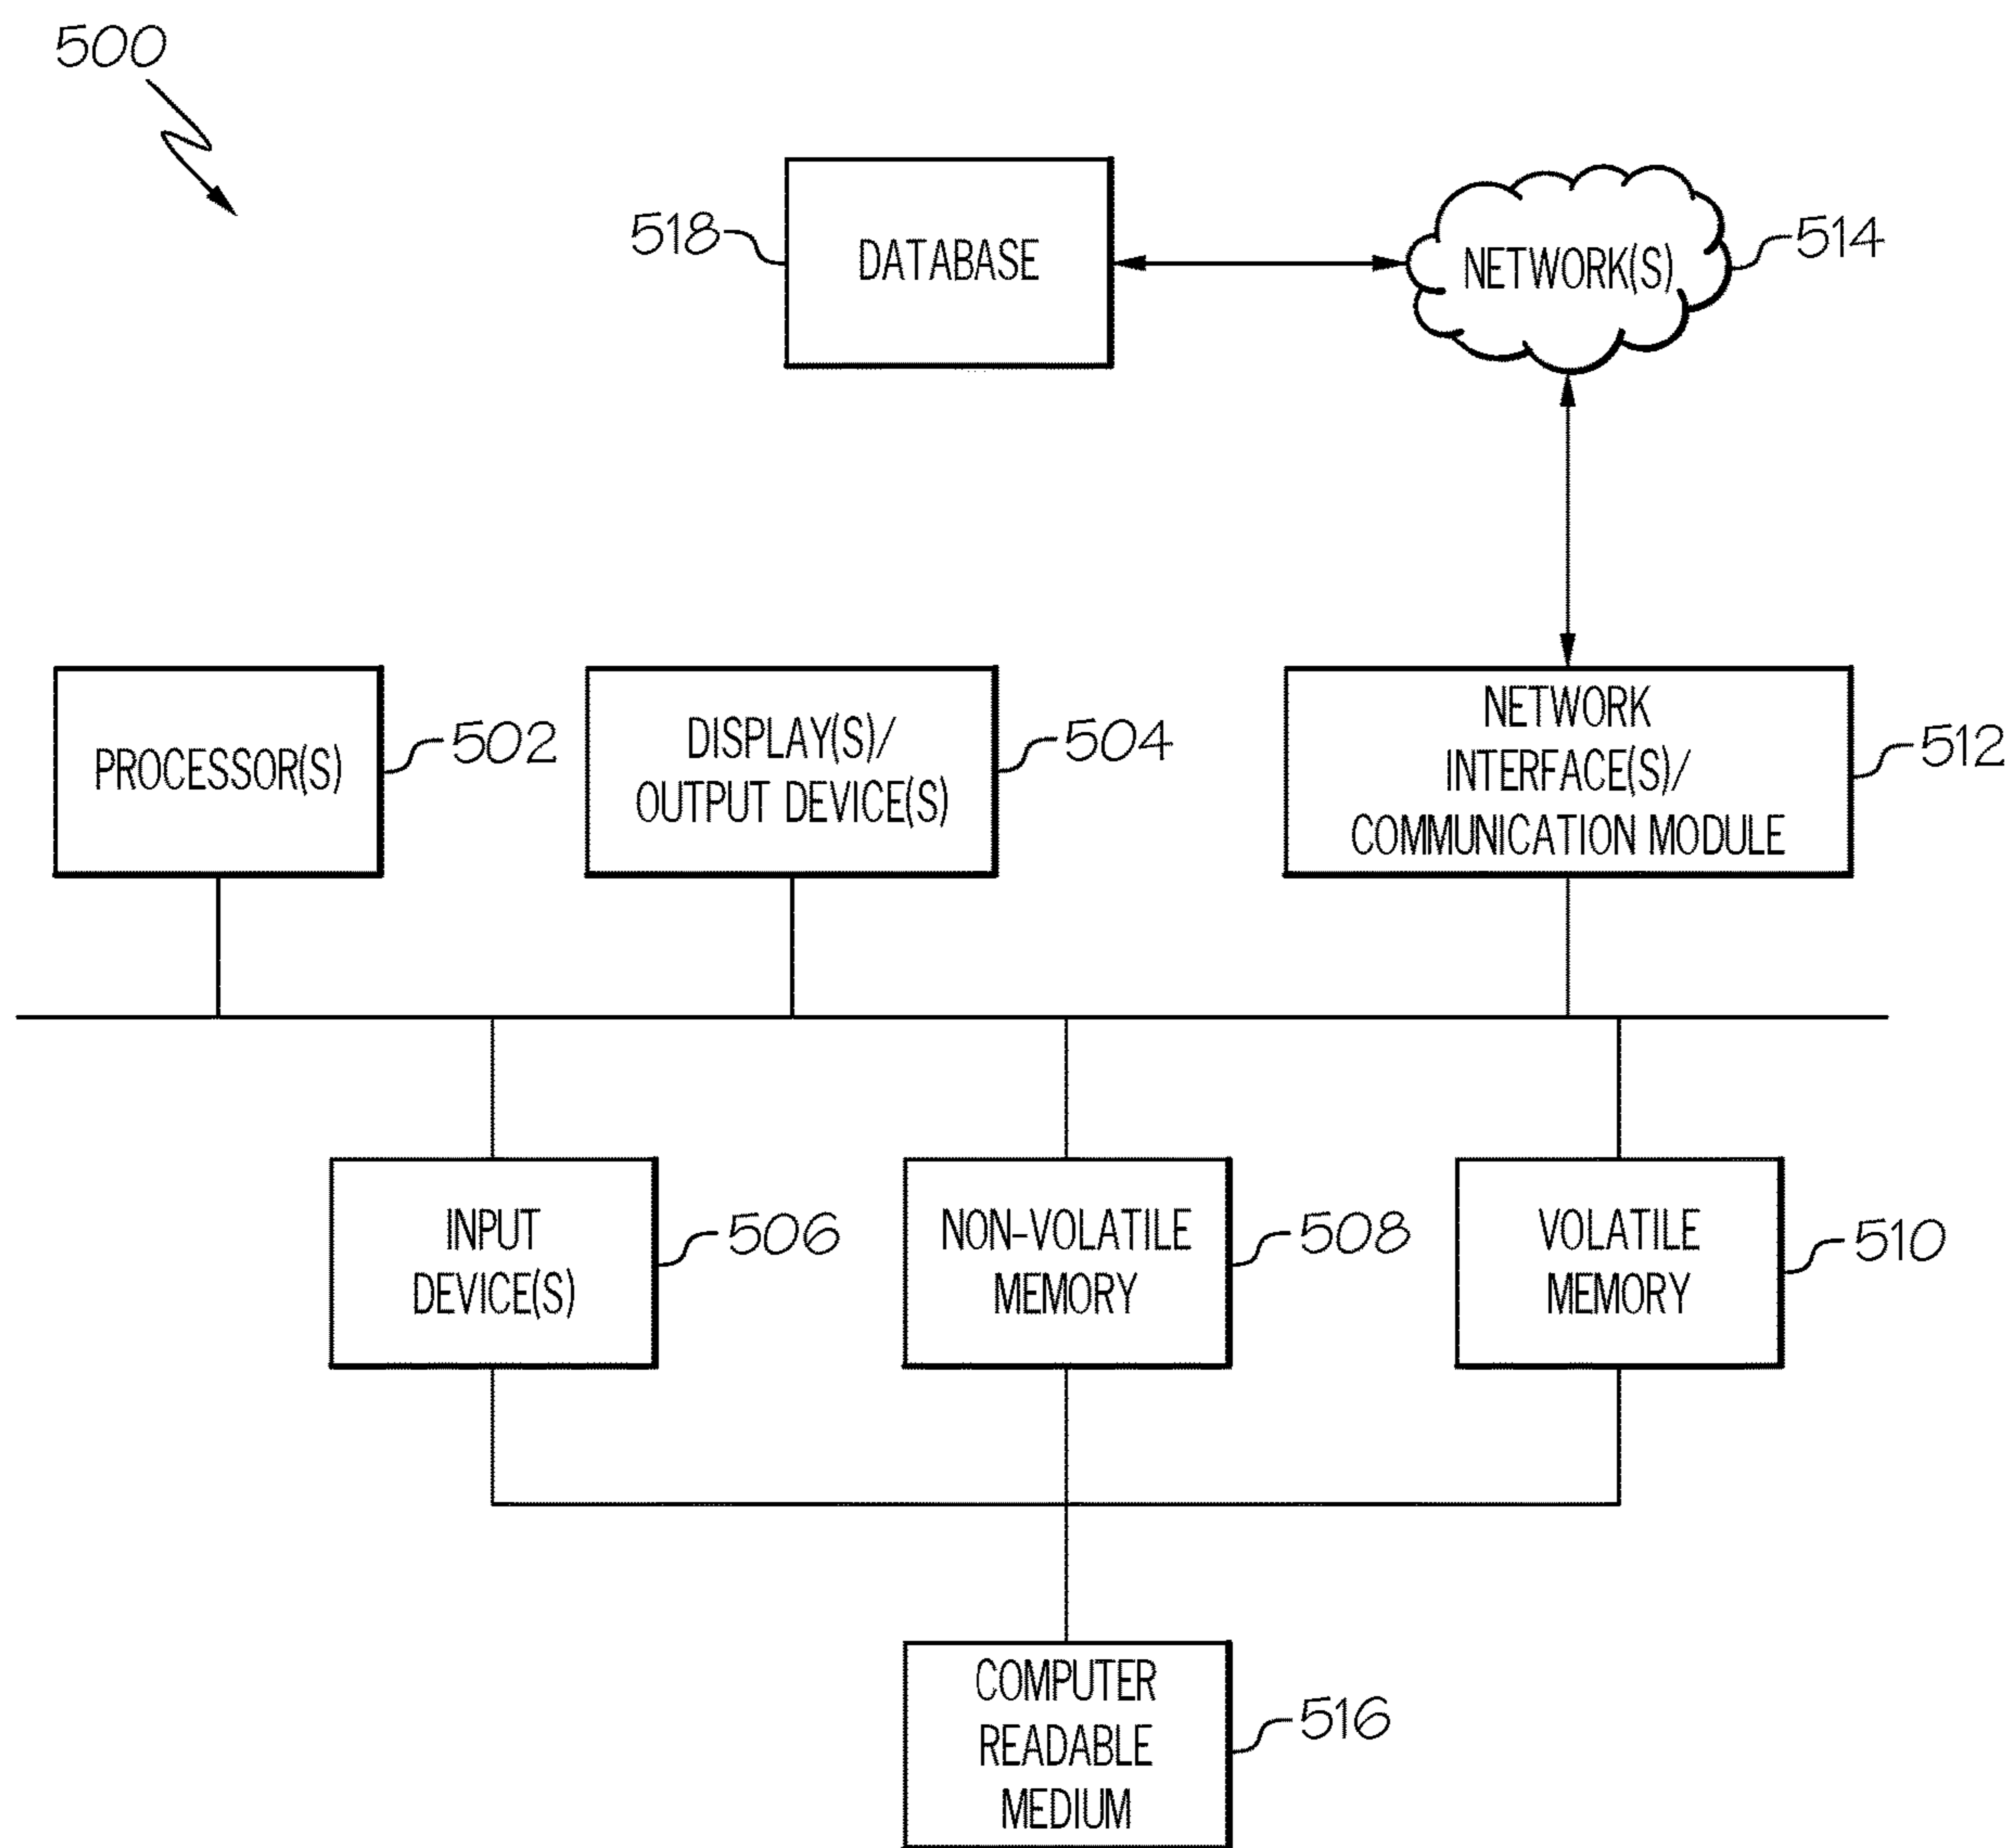 500
518
DATABASE
NETWORK(S)
514
PROCESSOR(S)
502
DISPLAY(S)/
OUTPUT DEVICE(S)
504
NETWORK
INTERFACE(S)/
COMMUNICATION MODULE
512
INPUT
DEVICE(S)
506
NON-VOLATILE
MEMORY
508
VOLATILE
MEMORY
510
COMPUTER
READABLE
MEDIUM
516